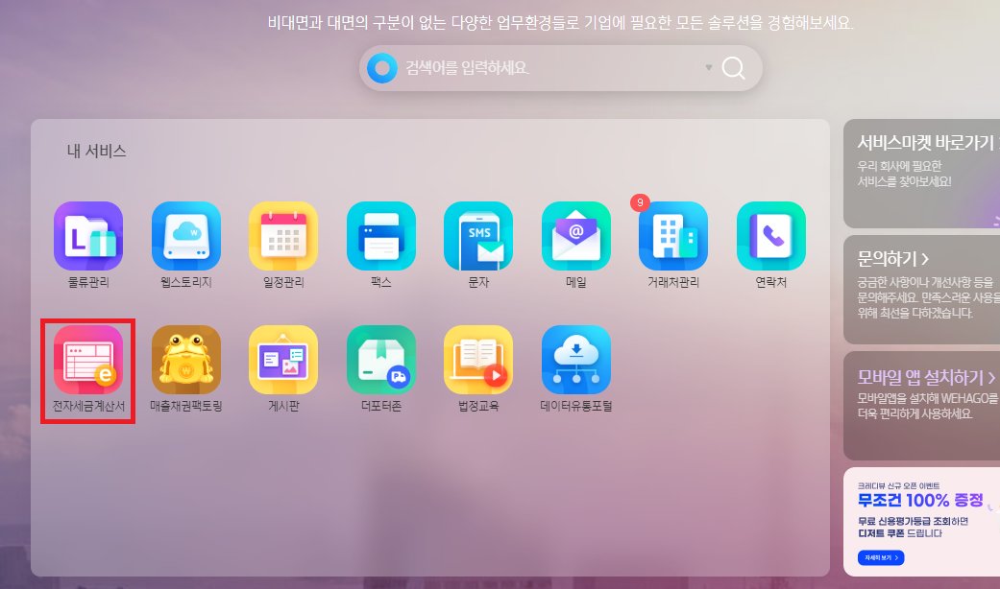 비대면과 대면의 구분이 없는 다양한 업무환경들로 기업에 필요한 모든 솔루션을 경험해보세요.
검색어를 입력하세요.
내 서비스
L
W
SMS
@
9
물류관리
웹스토리지
일정관리
팩스
문자
메일
거래처관리
연락처
e
W
전자세금계산서
매출채권팩토링
게시판
더포터존
법정교육
데이터유통포털
서비스마켓 바로가기
우리 회사에 필요한
서비스를 찾아보세요!
문의하기 >
궁금한 사항이나 개선사항 등을
문의해주세요. 만족스러운 사용을
위해 최선을 다하겠습니다.
모바일 앱 설치하기 >
모바일앱을 설치해 WEHAGO를
더욱 편리하게 사용하세요.
크레디뷰 신규 오픈 이벤트
무조건 100% 증정
무료 신용평가등급 조회하면
디저트 쿠폰 드립니다
자세히 보기 >